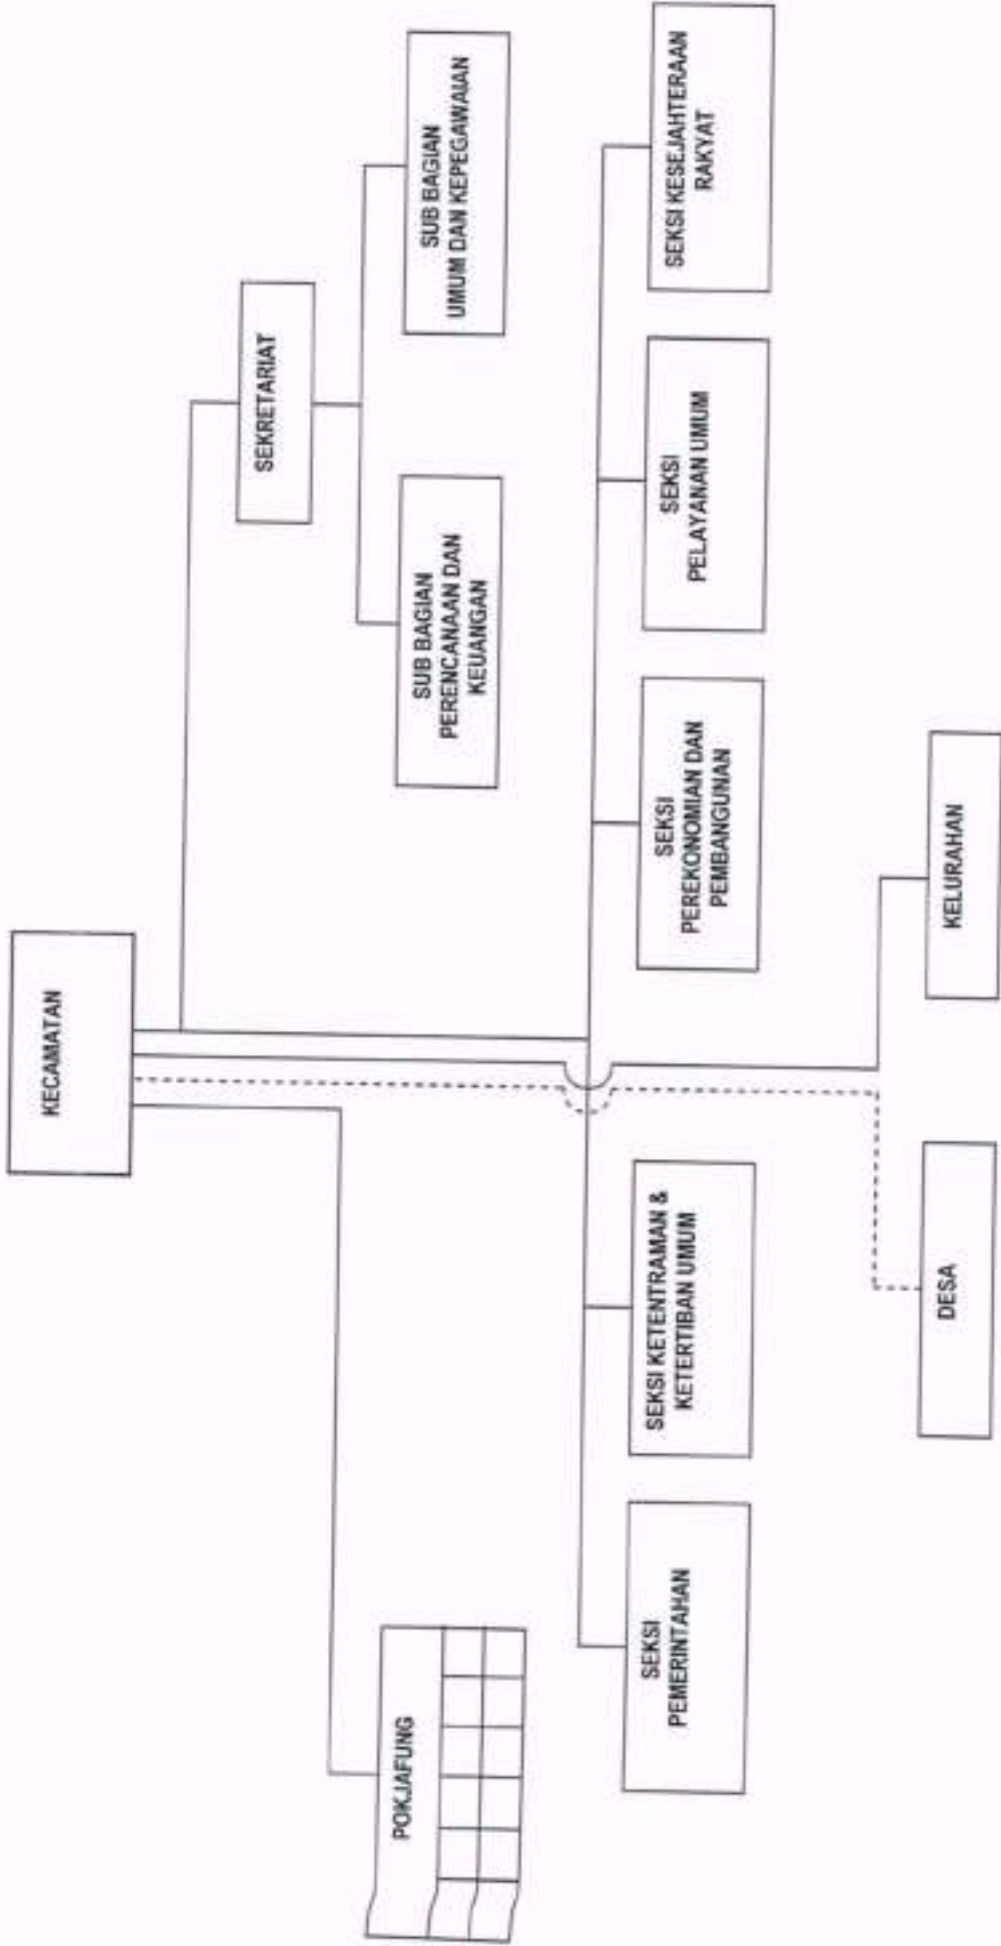 KECAMATAN
SEKRETARIAT
POKJAFUNG
SUB BAGIAN
PERENCANAAN DAN
KEUANGAN
SUB BAGIAN
UMUM DAN KEPEGAWAIAN
SEKSI
PEMERINTAHAN
SEKSI KETENTRAMAN &
KETERTIBAN UMUM
SEKSI
PEREKONOMIAN DAN
PEMBANGUNAN
SEKSI
PELAYANAN UMUM
SEKSI KESEJAHTERAAN
RAKYAT
DESA
KELURAHAN